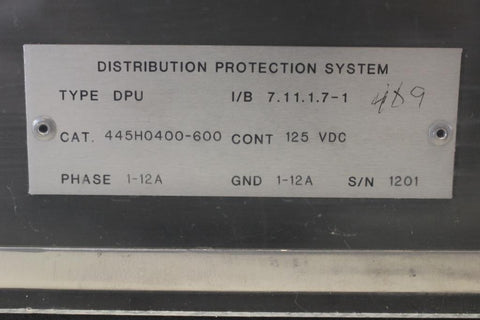 DISTRIBUTION PROTECTION SYSTEM
TYPE DPU I/B 7.11.1.7-1 489
CAT. 445H0400-600 CONT 125 VDC
PHASE 1-12A GND 1-12A S/N 1201